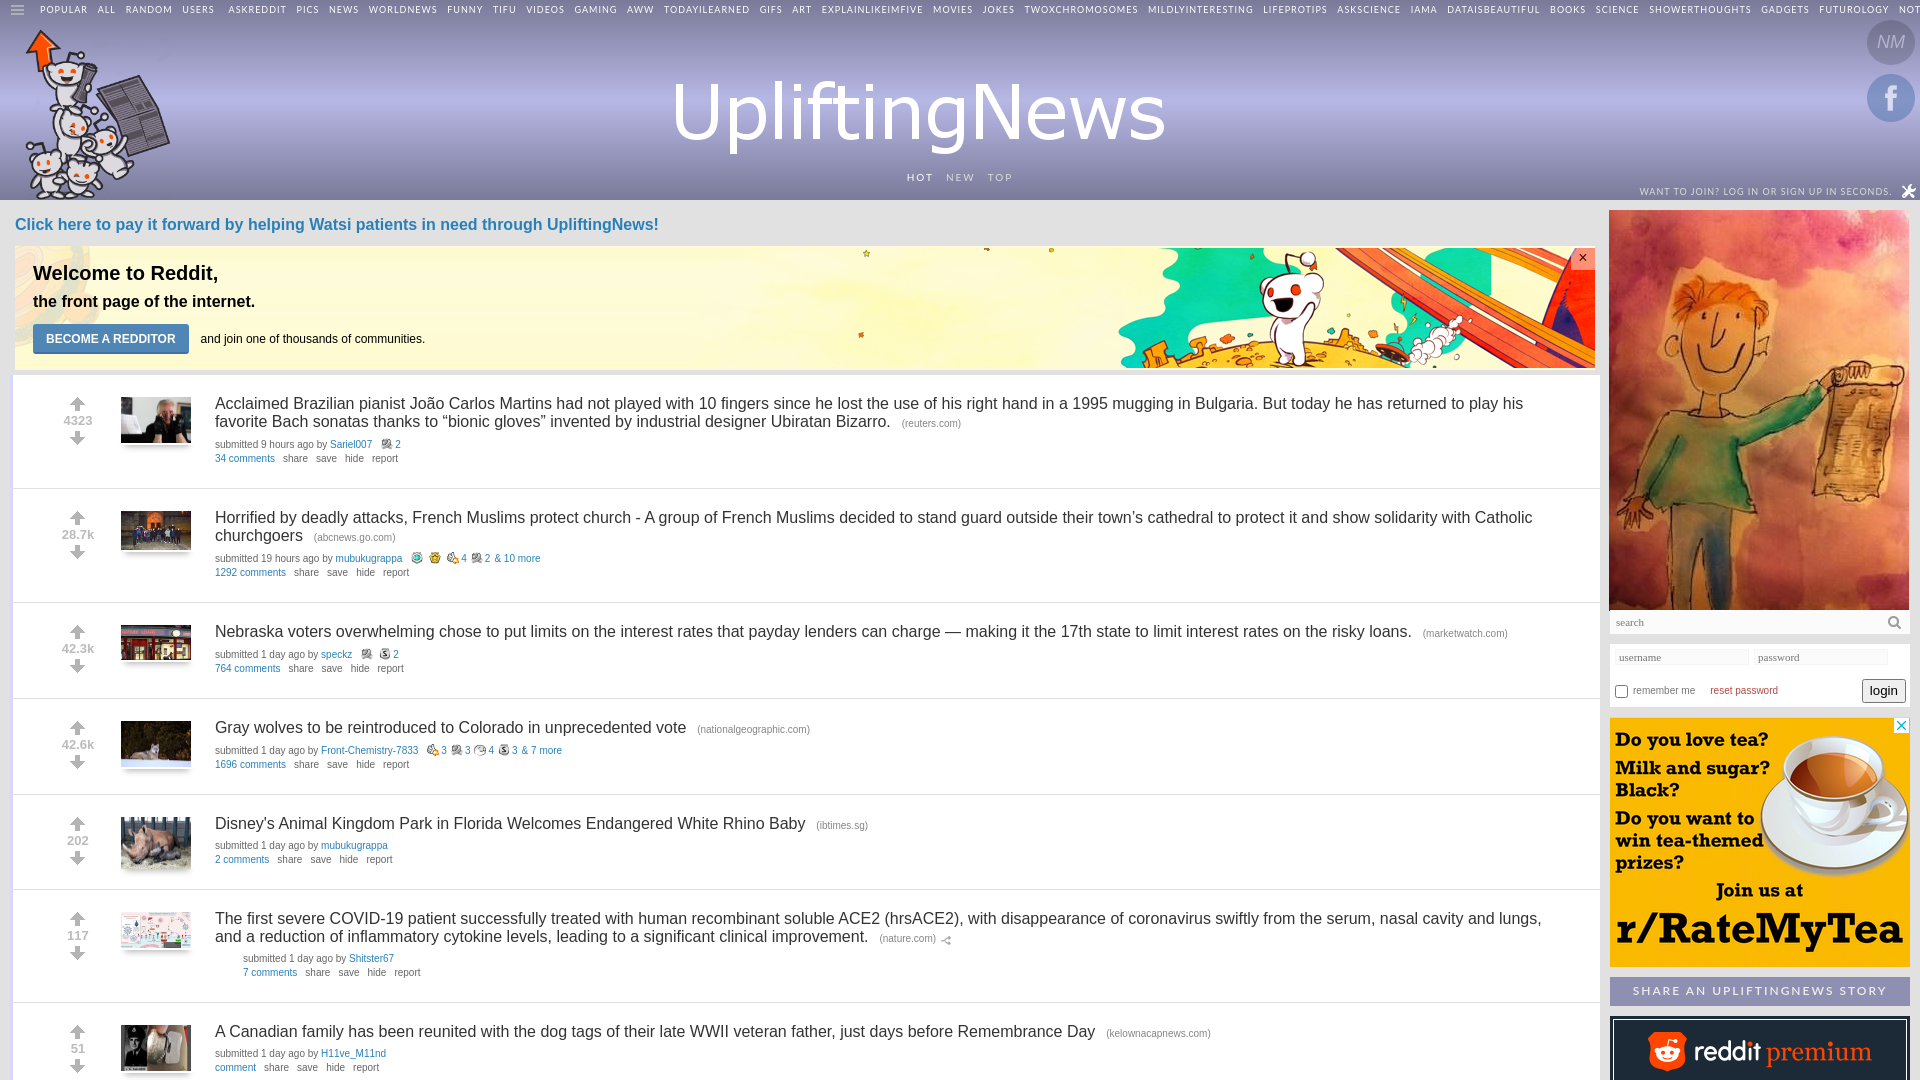 POPULAR ALL RANDOM USERS ASKREDDIT PICS NEWS WORLDNEWS FUNNY TIFU VIDEOS GAMING AWW TODAYILEARNED GIFS ART EXPLAINLIKEIMFIVE MOVIES JOKES TWOXCHROMOSOMES MILDLYINTERESTING LIFEPROTIPS ASKSCIENCE IAMA DATAISBEAUTIFUL BOOKS SCIENCE SHOWERTHOUGHTS GADGETS FUTUROLOGY NOT
NM
f
UpliftingNews
HOT NEW TOP
WANT TO JOIN? LOG IN OR SIGN UP IN SECONDS.
Click here to pay it forward by helping Watsi patients in need through UpliftingNews!
Welcome to Reddit,
the front page of the internet.
BECOME A REDDITOR and join one of thousands of communities.
×
4323
Acclaimed Brazilian pianist João Carlos Martins had not played with 10 fingers since he lost the use of his right hand in a 1995 mugging in Bulgaria. But today he has returned to play his
favorite Bach sonatas thanks to “bionic gloves” invented by industrial designer Ubiratan Bizarro. (reuters.com)
submitted 9 hours ago by Sariel007 2
34 comments share save hide report
28.7k
Horrified by deadly attacks, French Muslims protect church - A group of French Muslims decided to stand guard outside their town’s cathedral to protect it and show solidarity with Catholic
churchgoers (abcnews.go.com)
submitted 19 hours ago by mubukugrappa 4 2 & 10 more
1292 comments share save hide report
42.3k
Nebraska voters overwhelming chose to put limits on the interest rates that payday lenders can charge — making it the 17th state to limit interest rates on the risky loans. (marketwatch.com)
submitted 1 day ago by speckz 2
764 comments share save hide report
42.6k
Gray wolves to be reintroduced to Colorado in unprecedented vote (nationalgeographic.com)
submitted 1 day ago by Front-Chemistry-7833 3 3 4 3 & 7 more
1696 comments share save hide report
202
Disney's Animal Kingdom Park in Florida Welcomes Endangered White Rhino Baby (ibtimes.sg)
submitted 1 day ago by mubukugrappa
2 comments share save hide report
117
The first severe COVID-19 patient successfully treated with human recombinant soluble ACE2 (hrsACE2), with disappearance of coronavirus swiftly from the serum, nasal cavity and lungs,
and a reduction of inflammatory cytokine levels, leading to a significant clinical improvement. (nature.com)
submitted 1 day ago by Shitster67
7 comments share save hide report
51
A Canadian family has been reunited with the dog tags of their late WWII veteran father, just days before Remembrance Day (kelownacapnews.com)
submitted 1 day ago by H11ve_M11nd
comment share save hide report
search
username password
remember me reset password login
Do you love tea?
Milk and sugar?
Black?
Do you want to
win tea-themed
prizes?
Join us at
r/RateMyTea
SHARE AN UPLIFTINGNEWS STORY
reddit premium